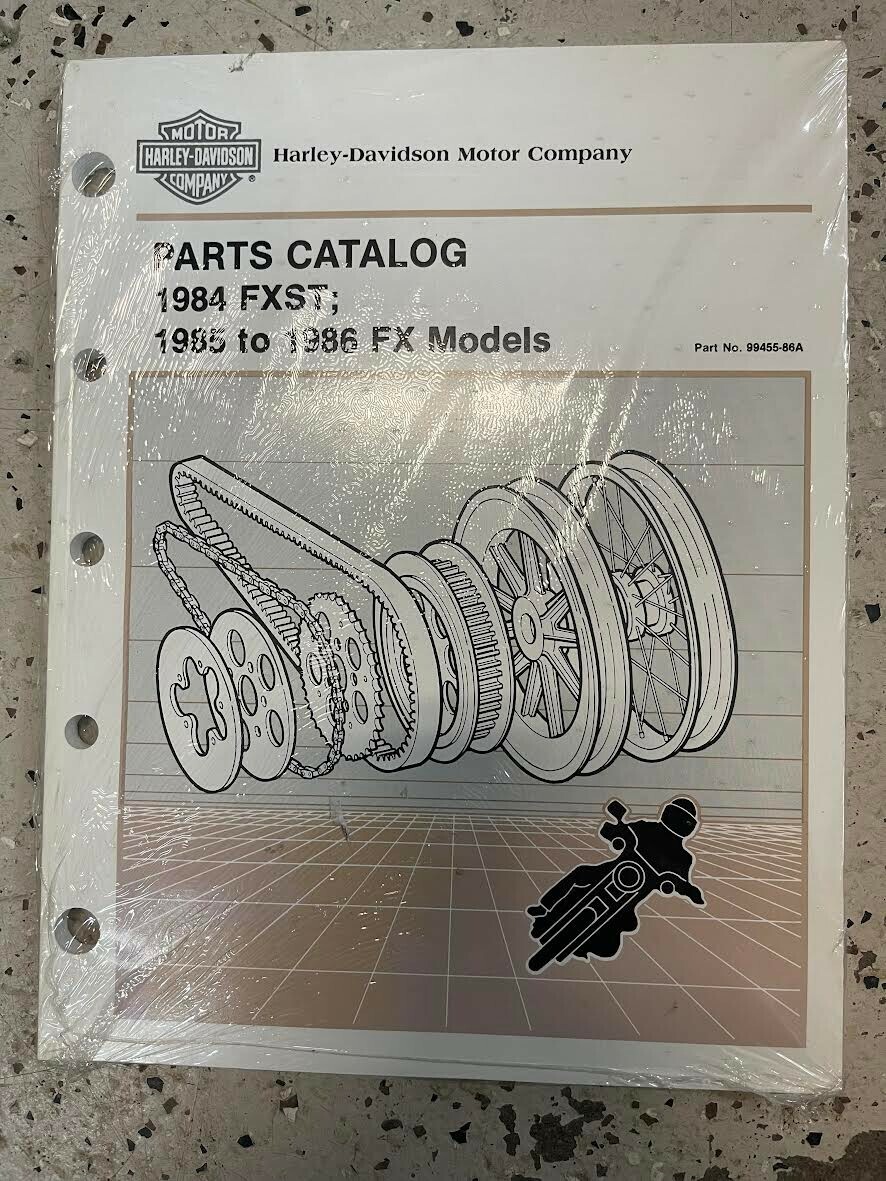 MOTOR
HARLEY-DAVIDSON
COMPANY
®
Harley-Davidson Motor Company
PARTS CATALOG
1984 FXST;
1985 to 1986 FX Models
Part No. 99455-86A